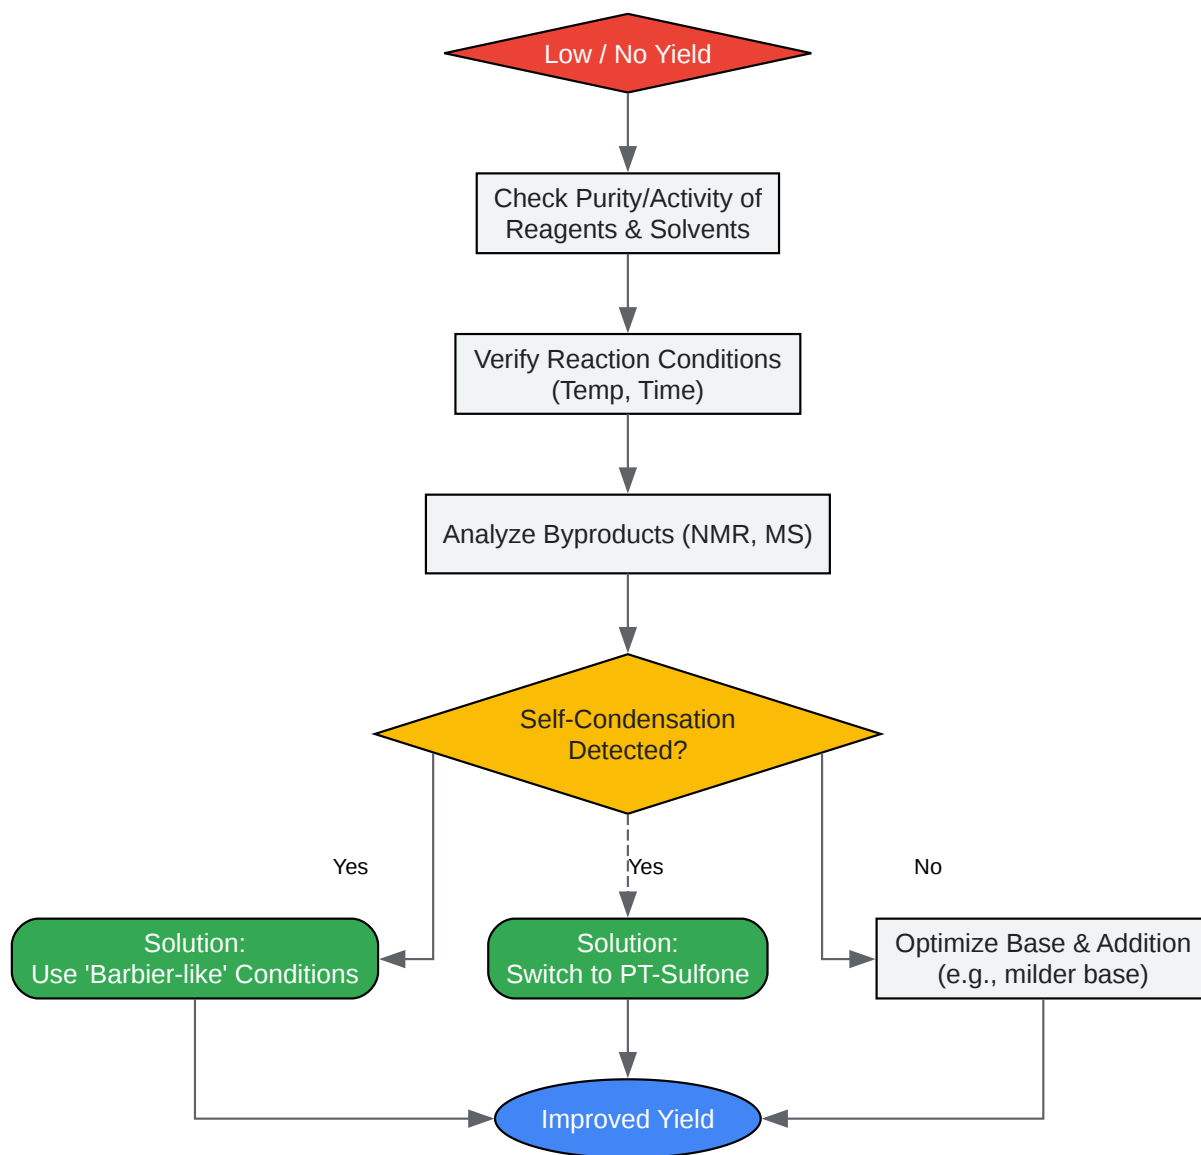 Low / No Yield
Check Purity/Activity of
Reagents & Solvents
Verify Reaction Conditions
(Temp, Time)
Analyze Byproducts (NMR, MS)
Self-Condensation
Detected?
Yes
Yes
No
Solution:
Use 'Barbier-like' Conditions
Solution:
Switch to PT-Sulfone
Optimize Base & Addition
(e.g., milder base)
Improved Yield